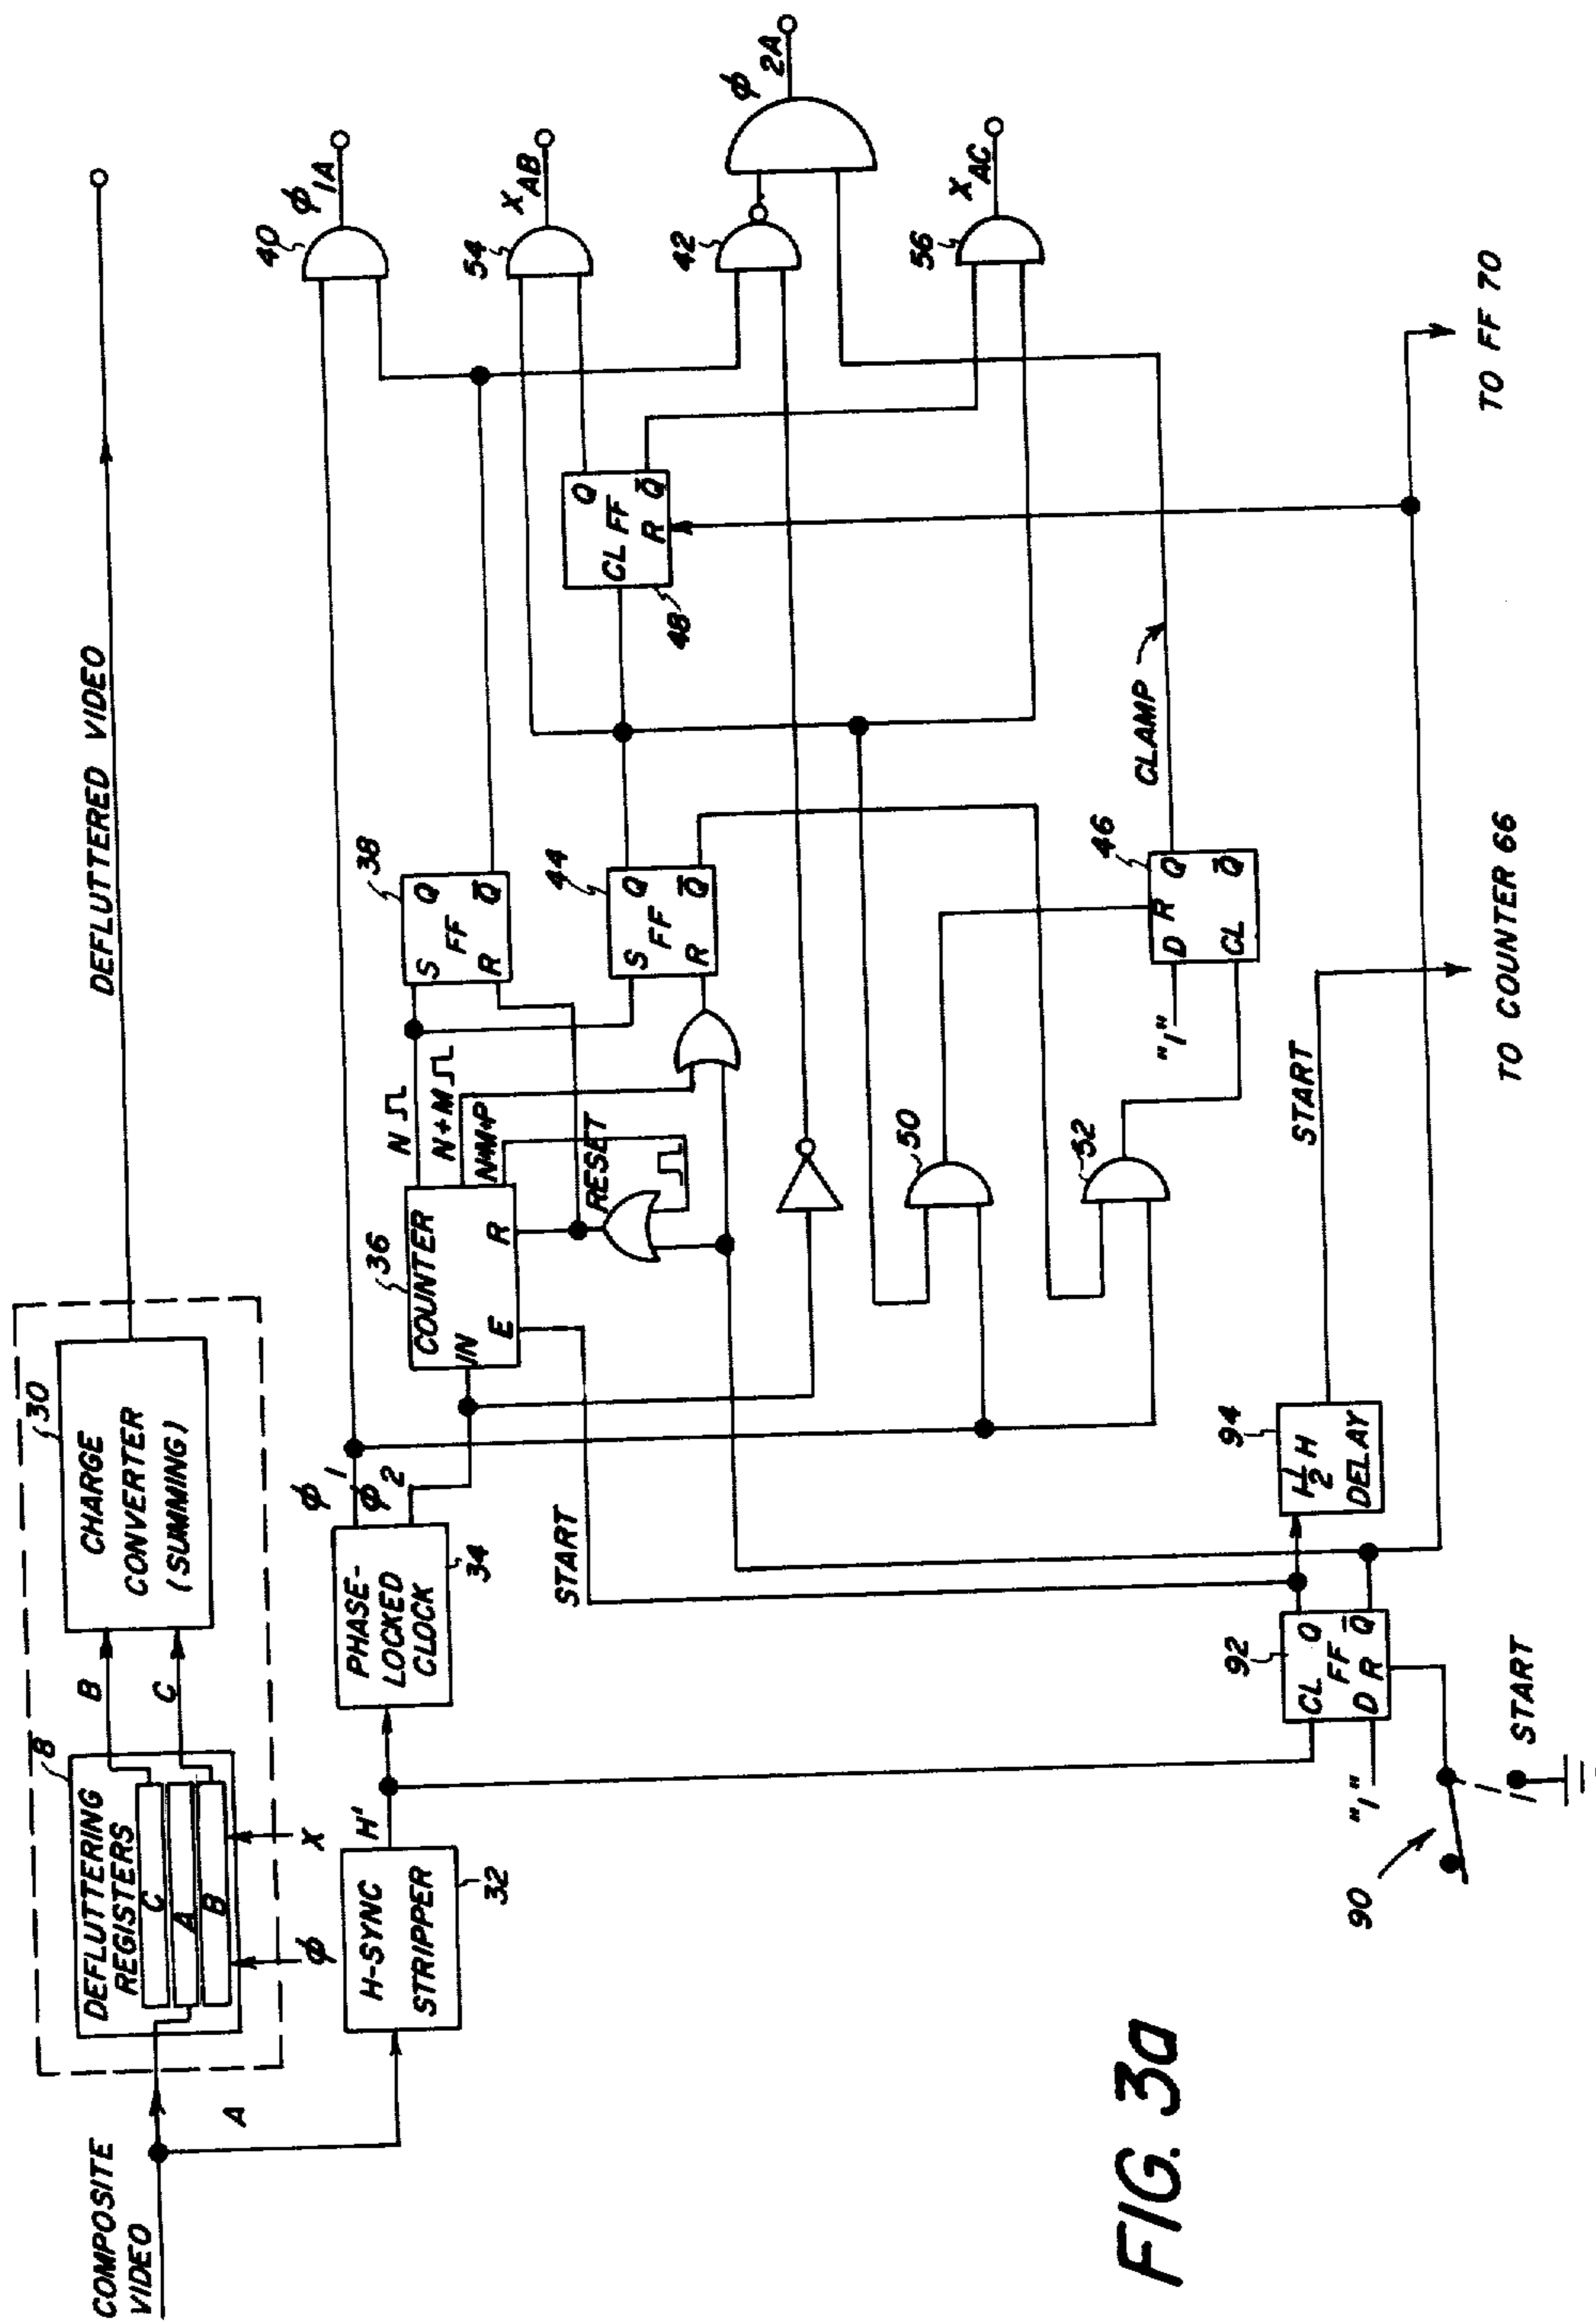 COMPOSITE
VIDEO
A
8
DEFLUTTERING
REGISTERS
C
A
B
φ
X
B
C
30
CHARGE
CONVERTER
(SUMMING)
DEFLUTTERED VIDEO
H-SYNC
STRIPPER
32
H'
PHASE-
LOCKED
CLOCK
34
φ1
φ2
START
36
COUNTER
IN
E
R
N
N+M
N+M+P
RESET
38
S
FF
R
Q
Q̅
44
S
FF
R
Q
Q̅
CL
FF
R
Q
Q̅
48
40
φ1A
54
XAB
42
φ2A
56
XAC
50
52
"1"
D
R
Q
CL
Q̅
46
CLAMP
90
START
"1"
92
CL
Q
FF
D
R
Q̅
94
1 1/2 H
DELAY
START
TO COUNTER 66
TO FF 70
FIG. 3a